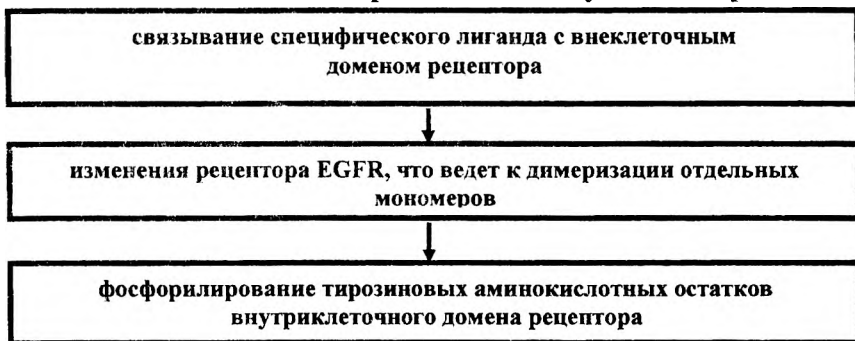 связывание специфического лиганда с внеклеточным
доменом рецептора
изменения рецептора EGFR, что ведет к димеризации отдельных
мономеров
фосфорилирование тирозиновых аминокислотных остатков
внутриклеточного домена рецептора